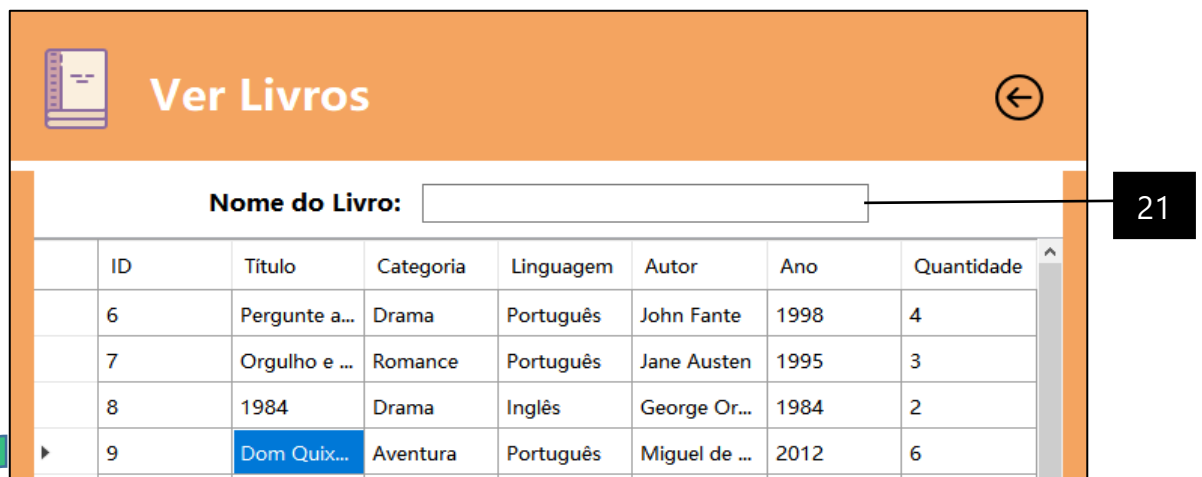 Ver Livros
Nome do Livro:
21
ID Título Categoria Linguagem Autor Ano Quantidade
6 Pergunte a... Drama Português John Fante 1998 4
7 Orgulho e ... Romance Português Jane Austen 1995 3
8 1984 Drama Inglês George Or... 1984 2
9 Dom Quix... Aventura Português Miguel de ... 2012 6